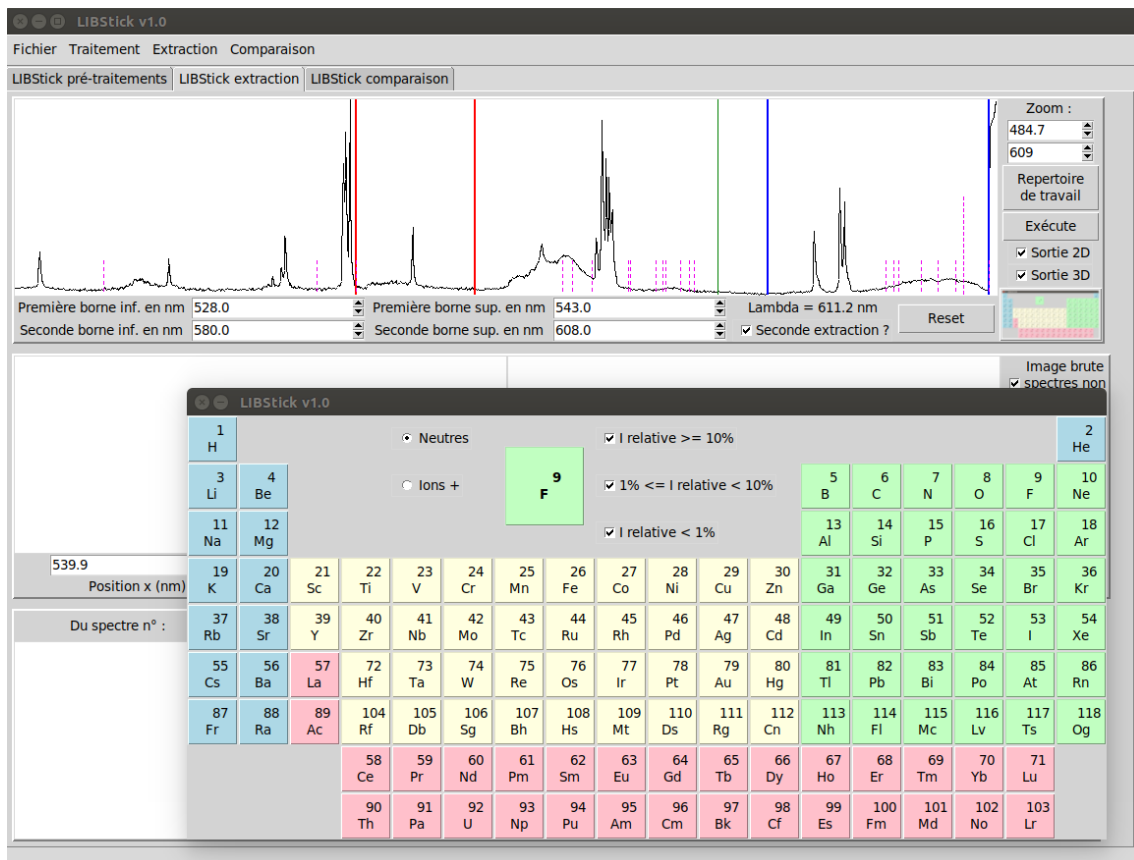 LIBStick v1.0
Fichier Traitement Extraction Comparaison
LIBStick pré-traitements LIBStick extraction LIBStick comparaison
Zoom :
484.7
609
Repertoire
de travail
Exécute
Sortie 2D
Sortie 3D
Première borne inf. en nm 528.0 Première borne sup. en nm 543.0 Lambda = 611.2 nm
Seconde borne inf. en nm 580.0 Seconde borne sup. en nm 608.0 Seconde extraction ? Reset
Image brute
spectres non
539.9
Position x (nm)
Du spectre n° :
LIBStick v1.0
1 2
H He
Neutres I relative >= 10%
9
F
Ions + 1% <= I relative < 10%
I relative < 1%
3 4 5 6 7 8 9 10
Li Be B C N O F Ne
11 12 13 14 15 16 17 18
Na Mg Al Si P S Cl Ar
19 20 21 22 23 24 25 26 27 28 29 30 31 32 33 34 35 36
K Ca Sc Ti V Cr Mn Fe Co Ni Cu Zn Ga Ge As Se Br Kr
37 38 39 40 41 42 43 44 45 46 47 48 49 50 51 52 53 54
Rb Sr Y Zr Nb Mo Tc Ru Rh Pd Ag Cd In Sn Sb Te I Xe
55 56 57 72 73 74 75 76 77 78 79 80 81 82 83 84 85 86
Cs Ba La Hf Ta W Re Os Ir Pt Au Hg Tl Pb Bi Po At Rn
87 88 89 104 105 106 107 108 109 110 111 112 113 114 115 116 117 118
Fr Ra Ac Rf Db Sg Bh Hs Mt Ds Rg Cn Nh Fl Mc Lv Ts Og
58 59 60 61 62 63 64 65 66 67 68 69 70 71
Ce Pr Nd Pm Sm Eu Gd Tb Dy Ho Er Tm Yb Lu
90 91 92 93 94 95 96 97 98 99 100 101 102 103
Th Pa U Np Pu Am Cm Bk Cf Es Fm Md No Lr